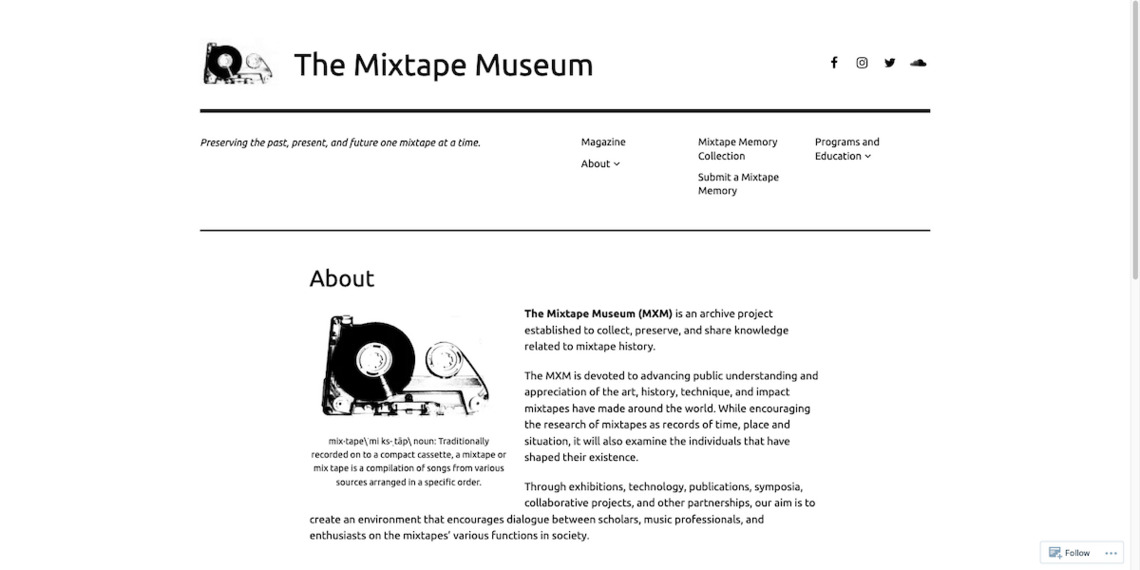 The Mixtape Museum
Preserving the past, present, and future one mixtape at a time.
Magazine
About
Mixtape Memory
Collection
Submit a Mixtape
Memory
Programs and
Education
About
mix·tape\ˈmi ks-ˌtāp\ noun: Traditionally
recorded on to a compact cassette, a mixtape or
mix tape is a compilation of songs from various
sources arranged in a specific order.
The Mixtape Museum (MXM) is an archive project
established to collect, preserve, and share knowledge
related to mixtape history.
The MXM is devoted to advancing public understanding and
appreciation of the art, history, technique, and impact
mixtapes have made around the world. While encouraging
the research of mixtapes as records of time, place and
situation, it will also examine the individuals that have
shaped their existence.
Through exhibitions, technology, publications, symposia,
collaborative projects, and other partnerships, our aim is to
create an environment that encourages dialogue between scholars, music professionals, and
enthusiasts on the mixtapes' various functions in society.
Follow